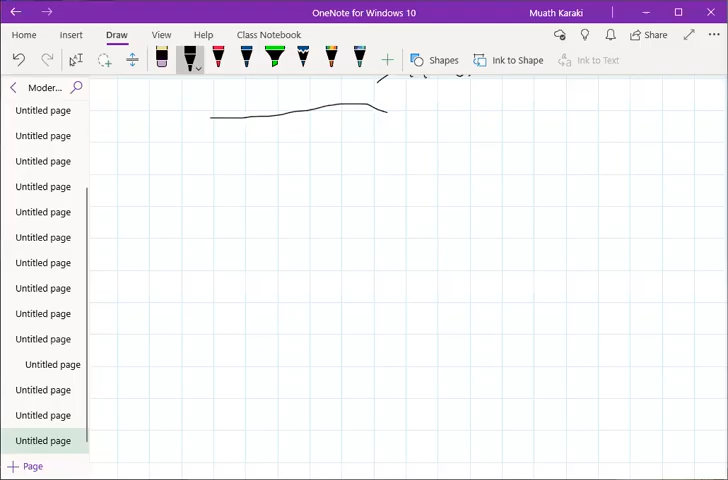 OneNote for Windows 10
Muath Karaki
Home Insert Draw View Help Class Notebook
Share
Shapes Ink to Shape Ink to Text
Moder...
Untitled page
Untitled page
Untitled page
Untitled page
Untitled page
Untitled page
Untitled page
Untitled page
Untitled page
Untitled page
Untitled page
Untitled page
Untitled page
Untitled page
Page